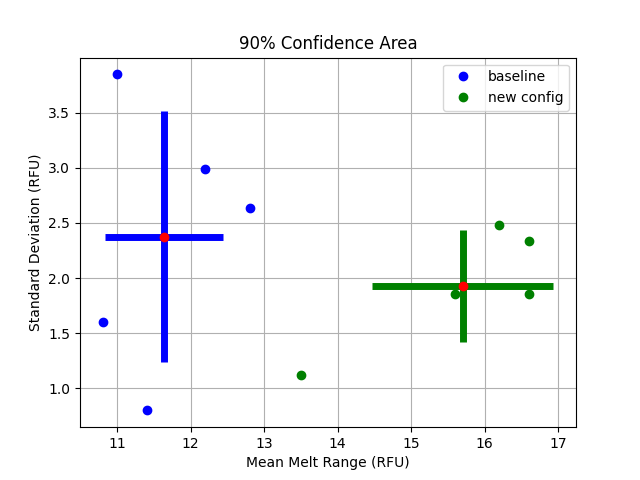 90% Confidence Area
baseline
new config
Standard Deviation (RFU)
3.5
3.0
2.5
2.0
1.5
1.0
11 12 13 14 15 16 17
Mean Melt Range (RFU)